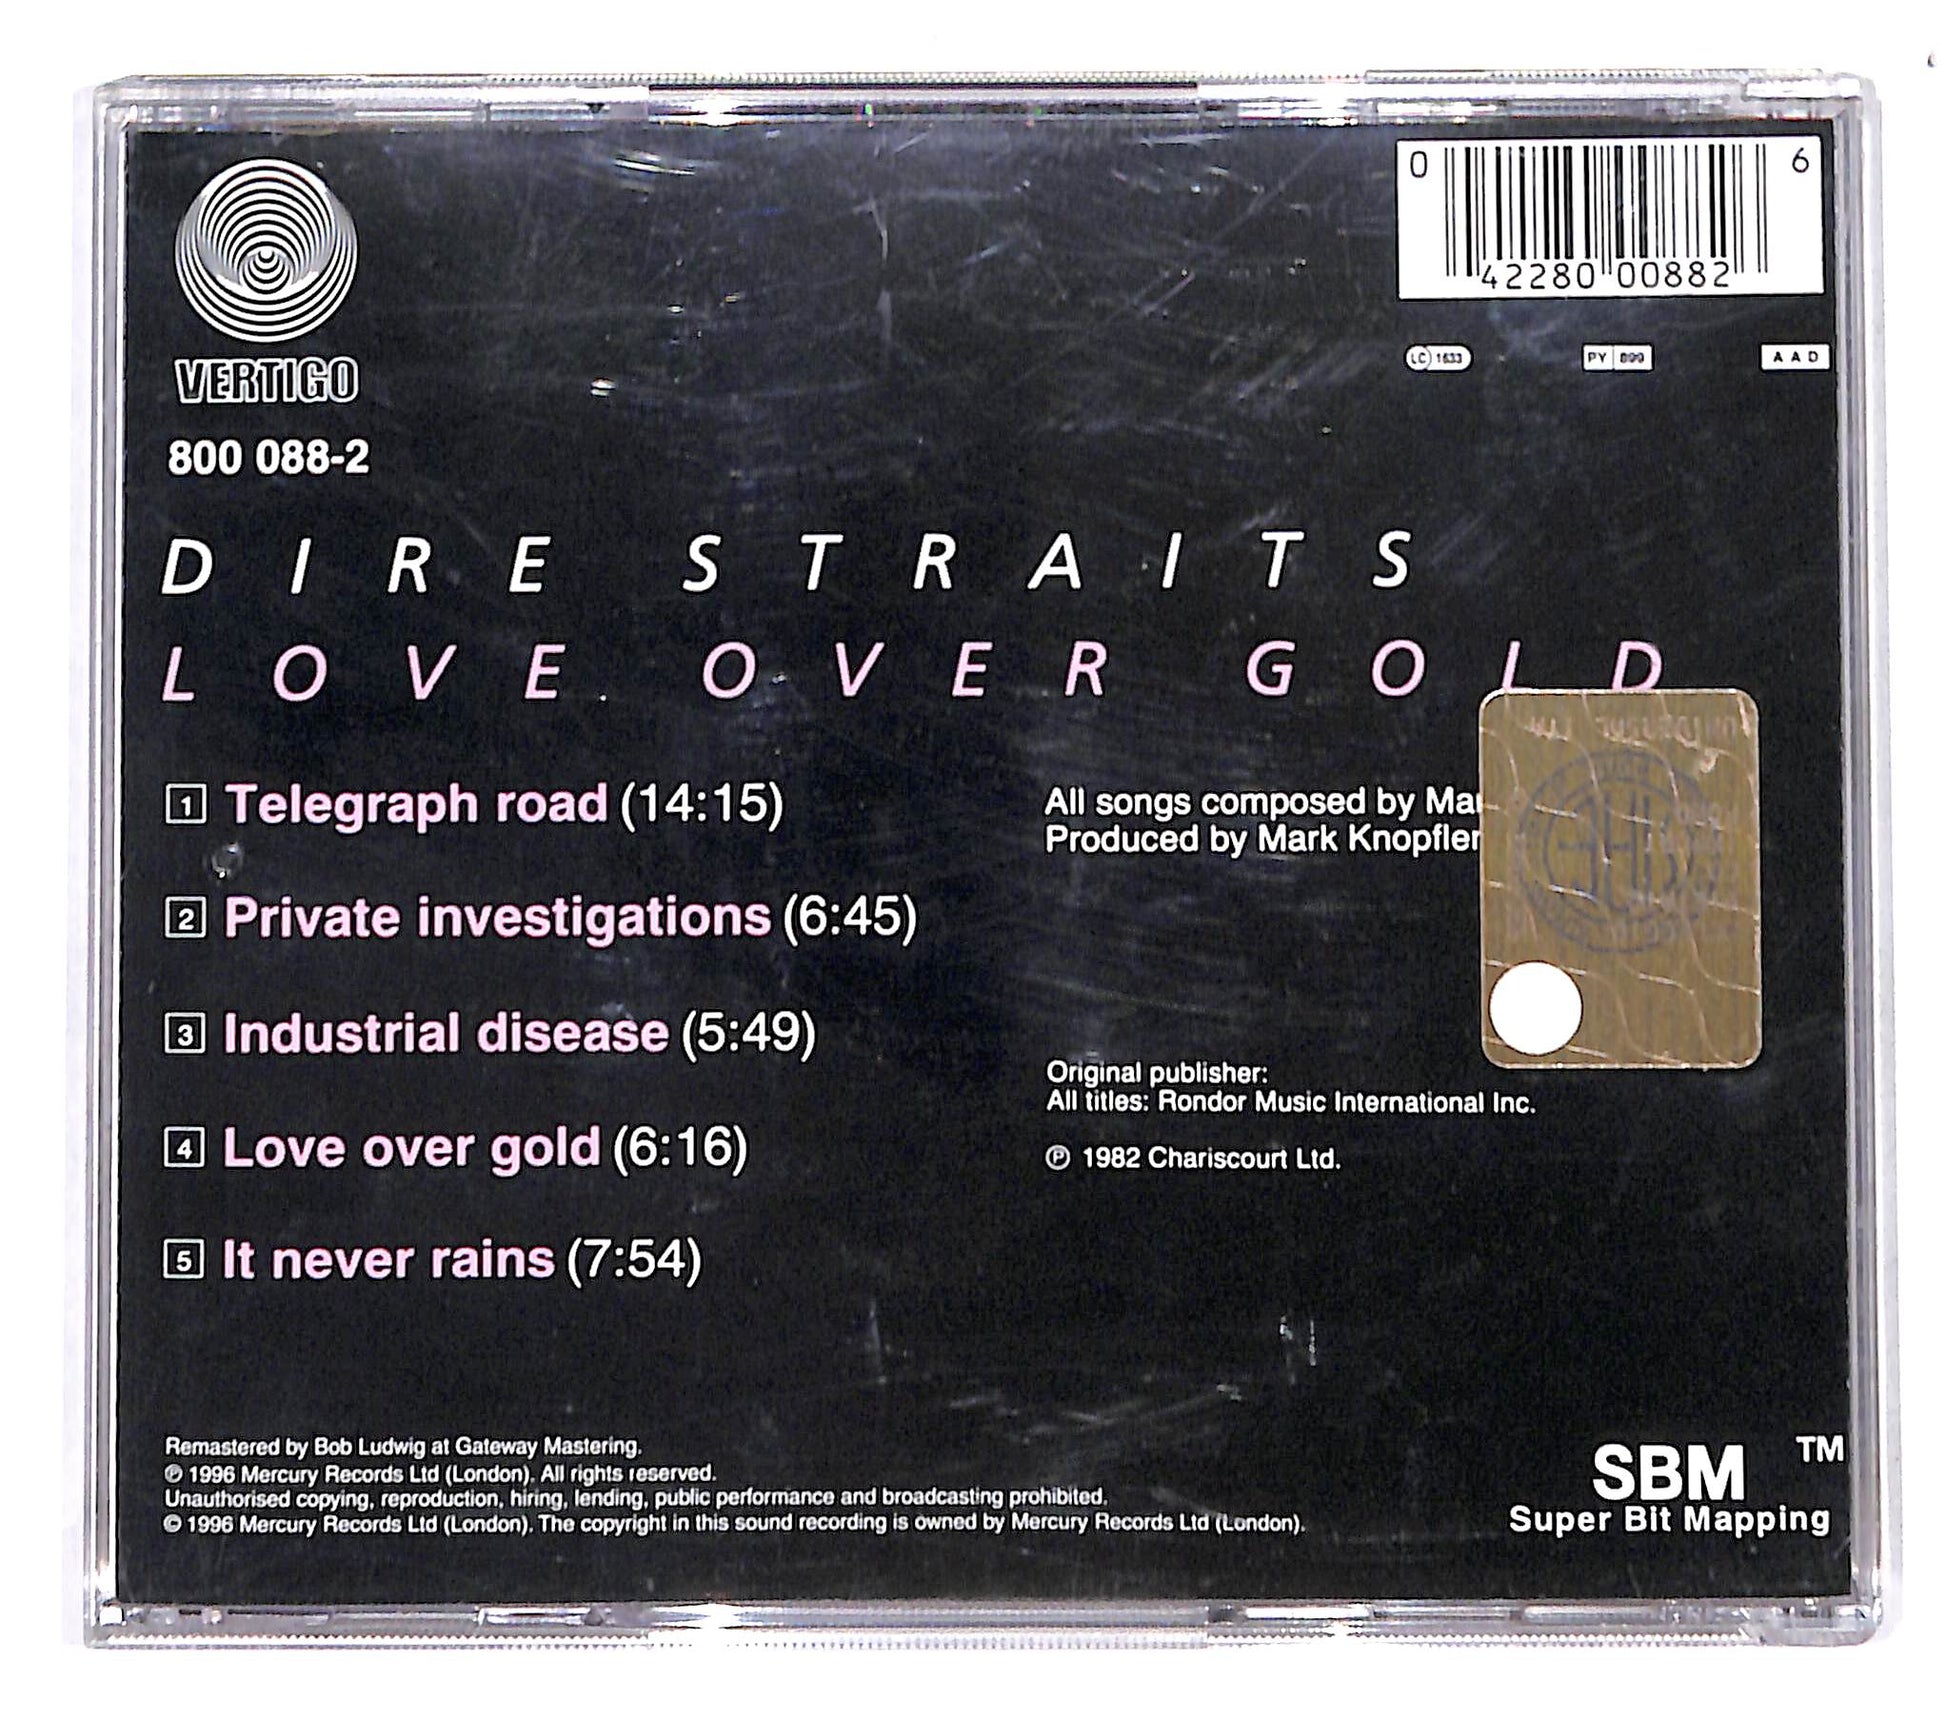 0 42280 00882 6
VERTIGO
LC 1633
PY 899
AAD
800 088-2
DIRE STRAITS
LOVE OVER GOLD
1 Telegraph road (14:15)
2 Private investigations (6:45)
3 Industrial disease (5:49)
4 Love over gold (6:16)
5 It never rains (7:54)
All songs composed by
Produced by Mark Knopfler
Original publisher:
All titles: Rondor Music International Inc.
℗ 1982 Chariscourt Ltd.
Remastered by Bob Ludwig at Gateway Mastering.
℗ 1996 Mercury Records Ltd (London). All rights reserved.
Unauthorised copying, reproduction, hiring, lending, public performance and broadcasting prohibited.
© 1996 Mercury Records Ltd (London). The copyright in this sound recording is owned by Mercury Records Ltd (London).
SBM TM
Super Bit Mapping